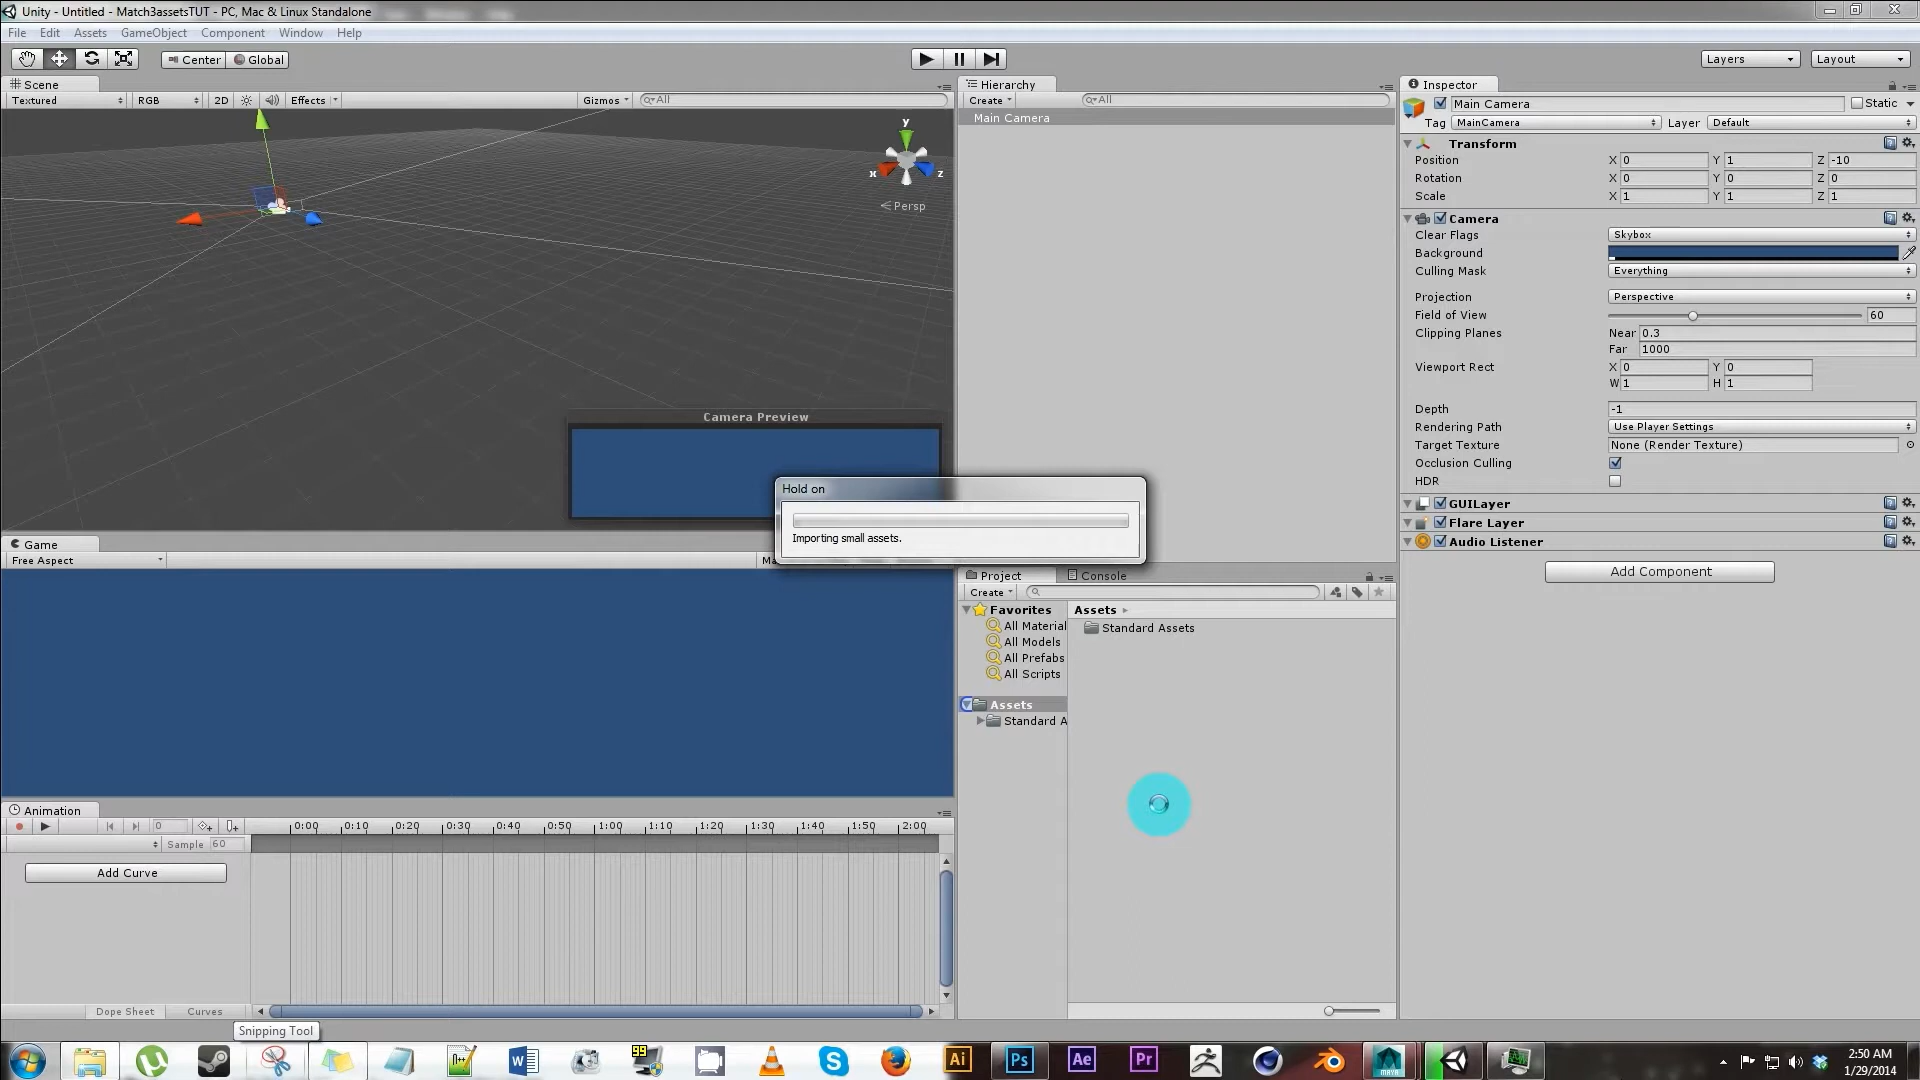 Unity - Untitled - Match3assetsTUT - PC, Mac & Linux Standalone
File Edit Assets GameObject Component Window Help
Center Global
Layers Layout
Scene
Textured RGB 2D Effects Gizmos All
y
x z
Persp
Camera Preview
Game
Free Aspect
Animation
0 0:00 0:10 0:20 0:30 0:40 0:50 1:00 1:10 1:20 1:30 1:40 1:50 2:00
Sample 60
Add Curve
Dope Sheet Curves
Snipping Tool
Hierarchy
Create All
Main Camera
Hold on
Importing small assets.
Project Console
Create
Favorites
All Material
All Models
All Prefabs
All Scripts
Assets
Standard A
Assets
Standard Assets
Inspector
Main Camera Static
Tag MainCamera Layer Default
Transform
Position X 0 Y 1 Z -10
Rotation X 0 Y 0 Z 0
Scale X 1 Y 1 Z 1
Camera
Clear Flags Skybox
Background
Culling Mask Everything
Projection Perspective
Field of View 60
Clipping Planes Near 0.3
Far 1000
Viewport Rect X 0 Y 0
W 1 H 1
Depth -1
Rendering Path Use Player Settings
Target Texture None (Render Texture)
Occlusion Culling
HDR
GUILayer
Flare Layer
Audio Listener
Add Component
99 Ai Ps Ae Pr MAYA
2:50 AM
1/29/2014